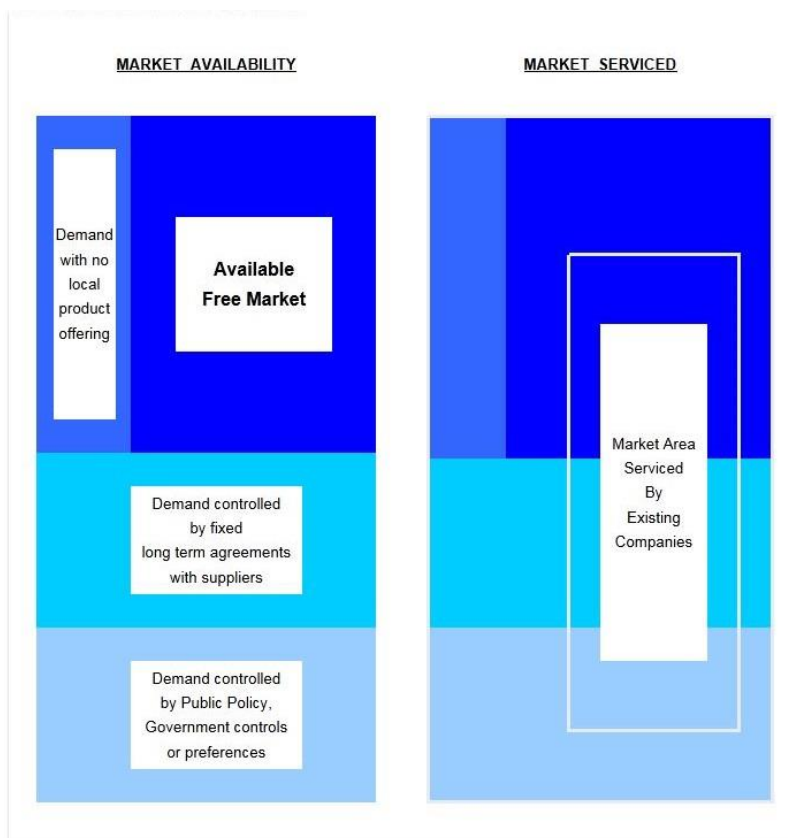 MARKET AVAILABILITY
MARKET SERVICED
Demand
with no
local
product
offering
Available
Free Market
Demand controlled
by fixed
long term agreements
with suppliers
Demand controlled
by Public Policy,
Government controls
or preferences
Market Area
Serviced
By
Existing
Companies